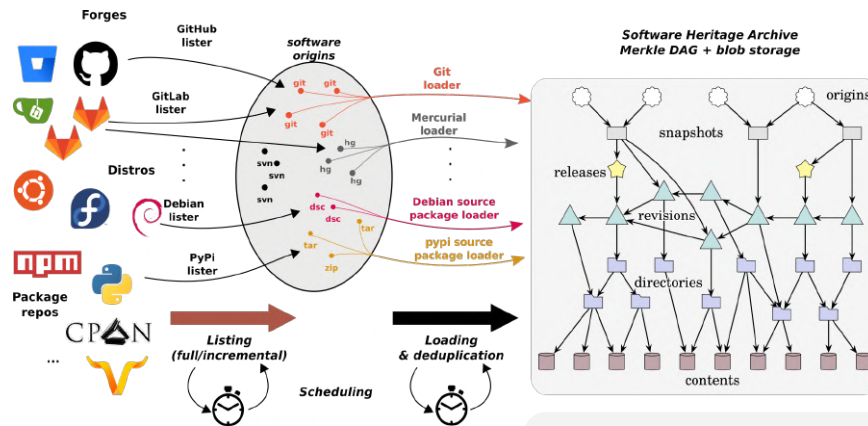 Forges
GitHub
lister
software
origins
Software Heritage Archive
Merkle DAG + blob storage
git
git
git
git
Git
loader
origins
GitLab
lister
Mercurial
loader
hg
hg
hg
snapshots
svn
svn
svn
Distros
releases
Debian
lister
dsc
dsc
Debian source
package loader
revisions
tar
tar
zip
pypi source
package loader
PyPi
lister
npm
directories
Package
repos
CPAN
...
Listing
(full/incremental)
Loading
& deduplication
Scheduling
contents